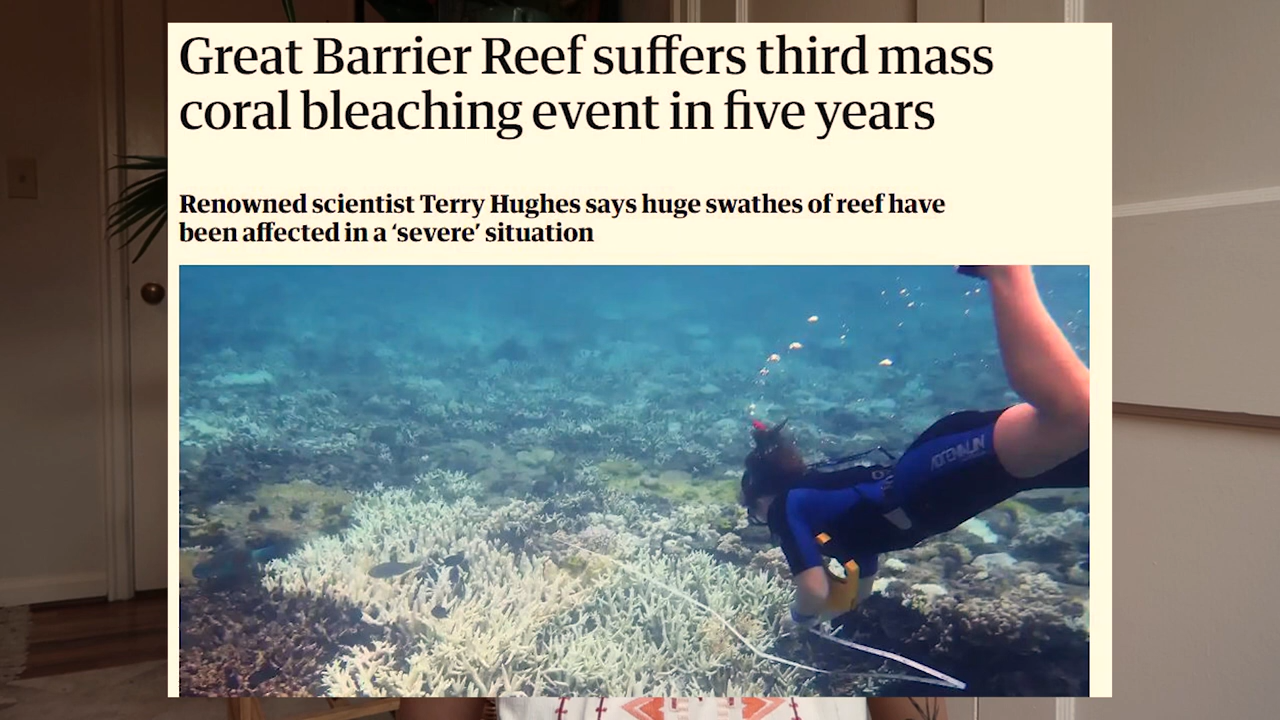 Great Barrier Reef suffers third mass
coral bleaching event in five years
Renowned scientist Terry Hughes says huge swathes of reef have
been affected in a ‘severe’ situation
ADRENALIN